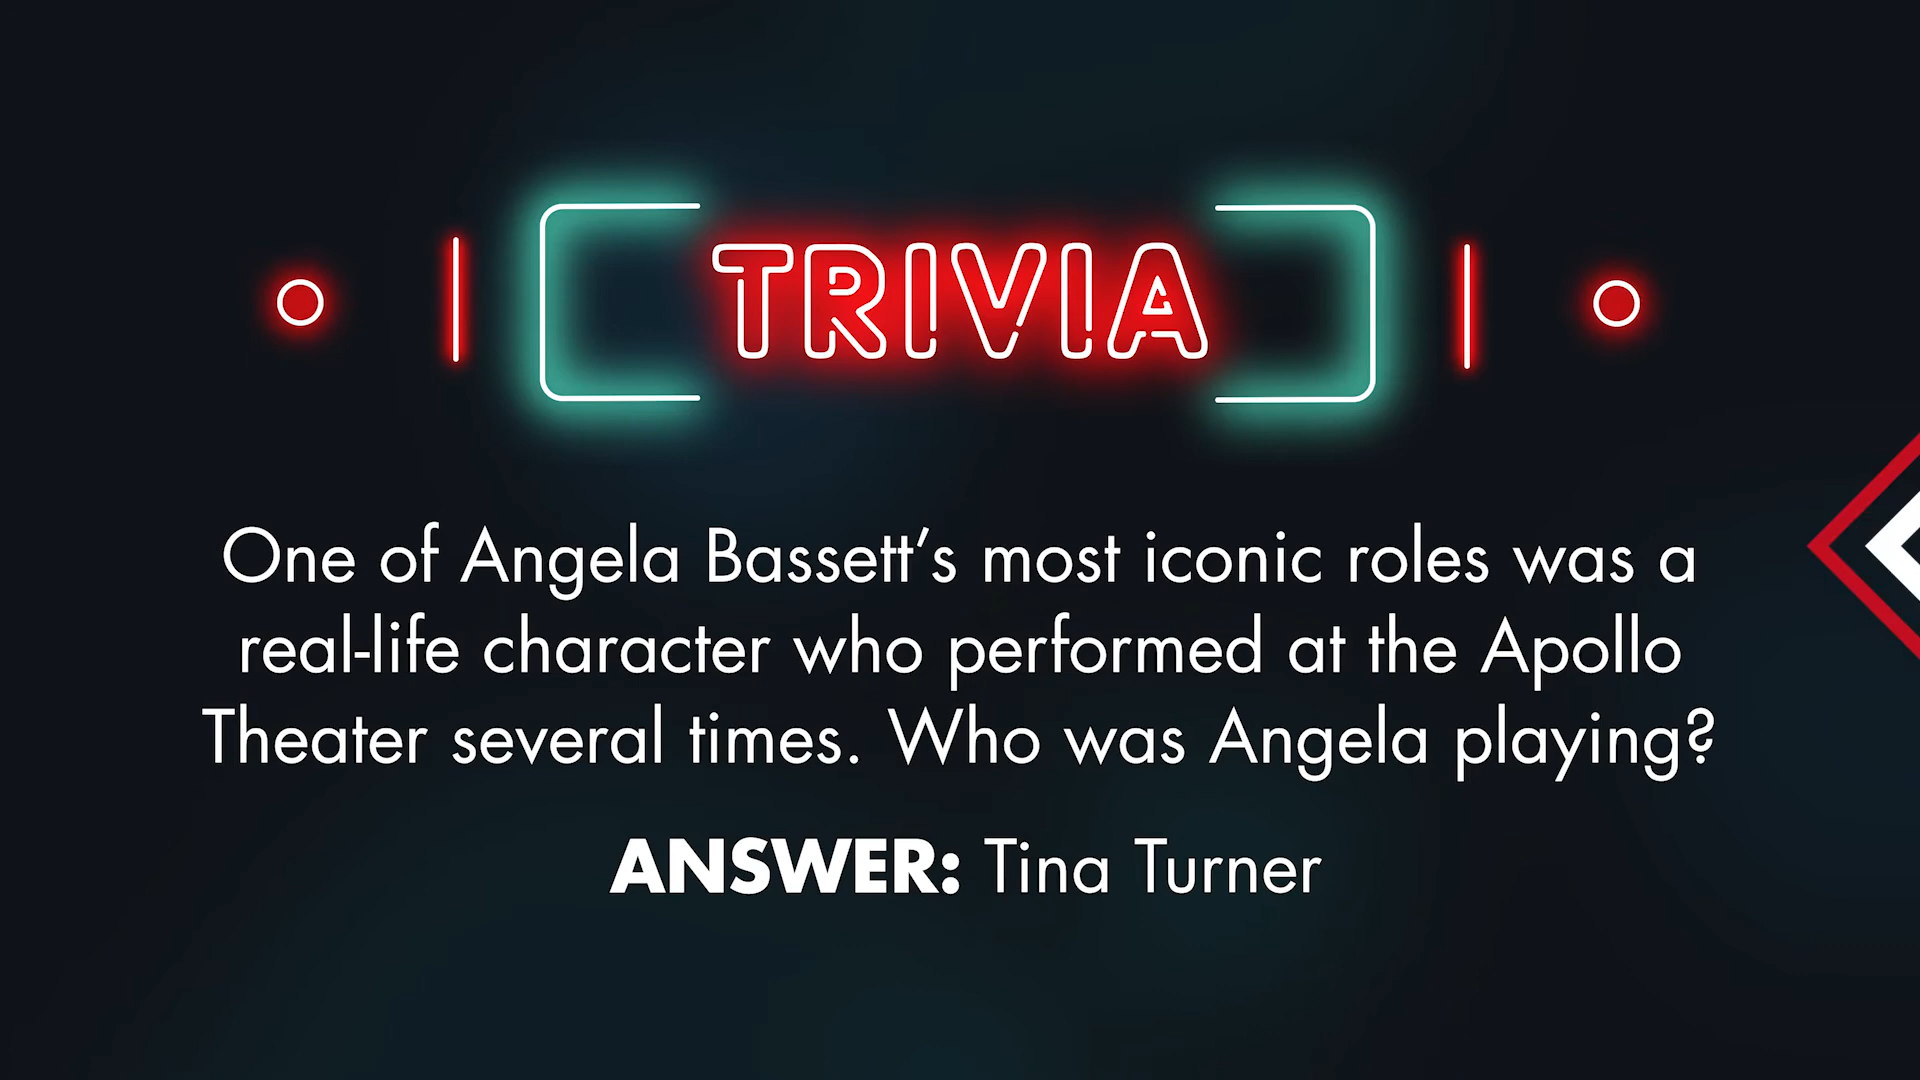 TRIVIA
One of Angela Bassett’s most iconic roles was a
real-life character who performed at the Apollo
Theater several times. Who was Angela playing?
ANSWER: Tina Turner